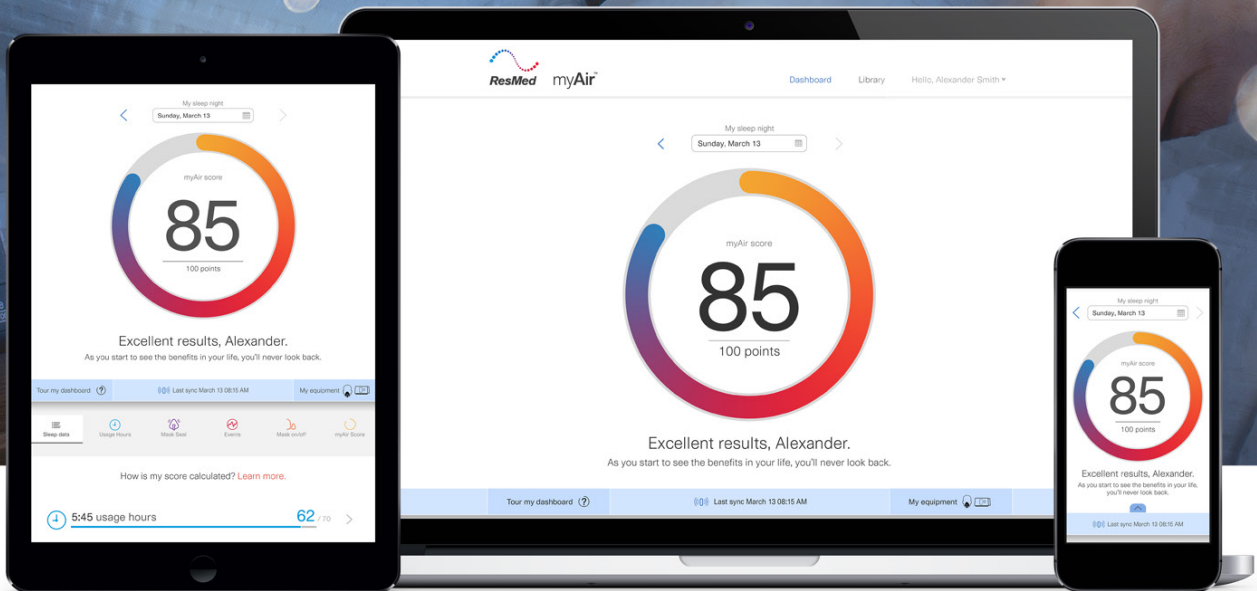 My sleep night
Sunday, March 13
myAir score
85
100 points
Excellent results, Alexander.
As you start to see the benefits in your life, you'll never look back.
Tour my dashboard ?
Last sync March 13 08:15 AM
My equipment
Sleep data
Usage Hours
Mask Seal
Events
Mask on/off
myAir Score
How is my score calculated? Learn more.
5:45 usage hours
62 / 70
ResMed myAir™
Dashboard
Library
Hello, Alexander Smith
My sleep night
Sunday, March 13
myAir score
85
100 points
Excellent results, Alexander.
As you start to see the benefits in your life, you'll never look back.
Tour my dashboard ?
Last sync March 13 08:15 AM
My equipment
My sleep night
Sunday, March 13
myAir score
85
100 points
Excellent results, Alexander.
As you start to see the benefits in your life,
you'll never look back.
Last sync March 13 08:15 AM